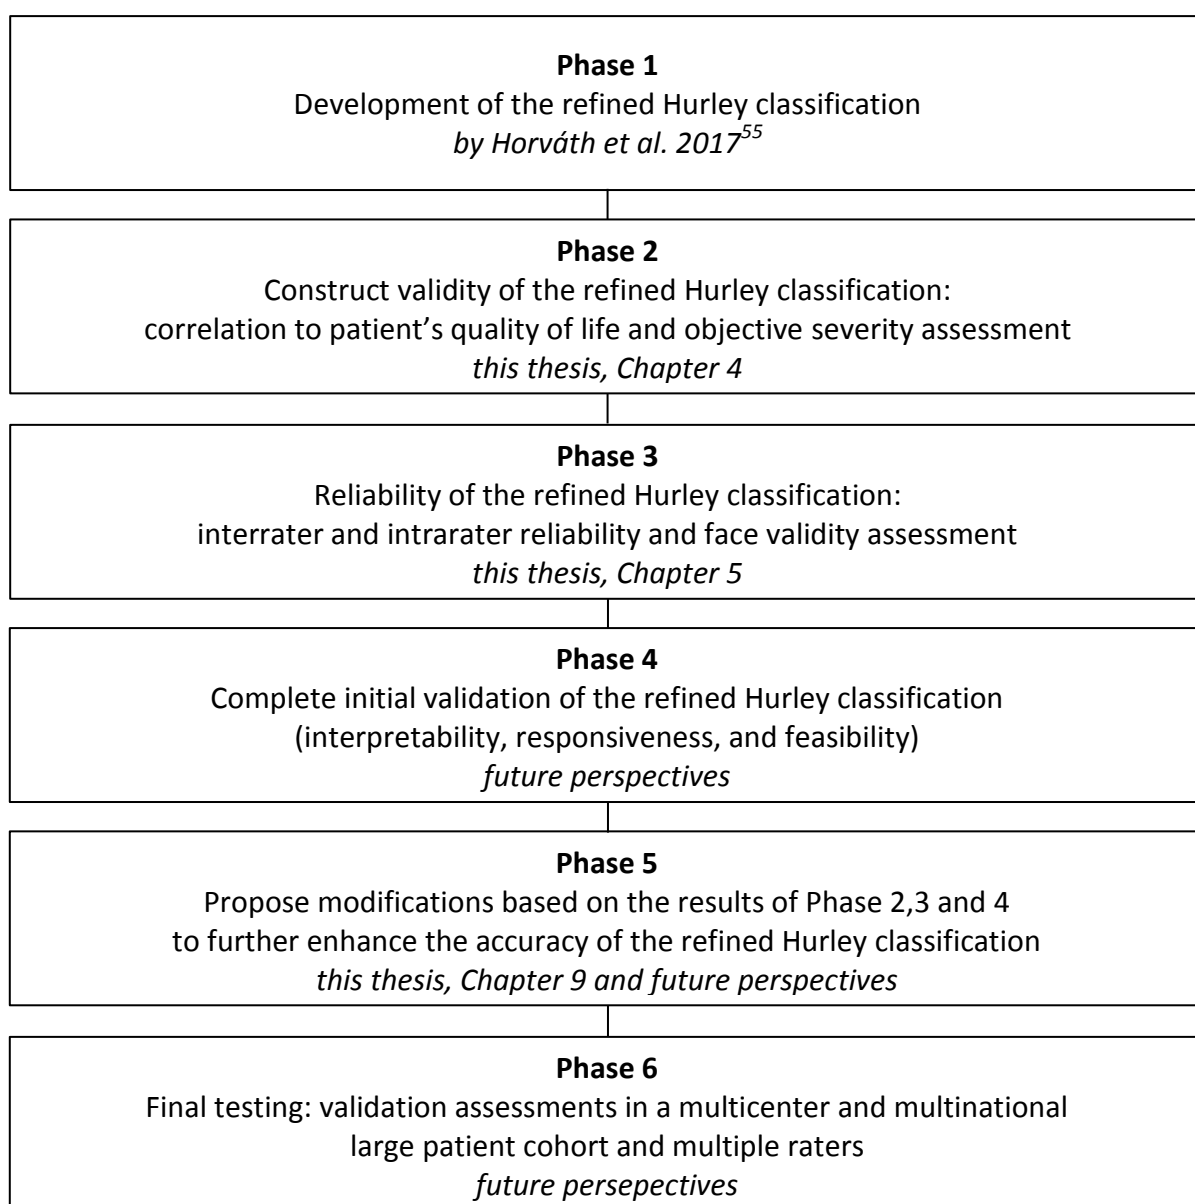 Phase 1
Development of the refined Hurley classification
by Horváth et al. 2017⁵⁵
Phase 2
Construct validity of the refined Hurley classification:
correlation to patient’s quality of life and objective severity assessment
this thesis, Chapter 4
Phase 3
Reliability of the refined Hurley classification:
interrater and intrarater reliability and face validity assessment
this thesis, Chapter 5
Phase 4
Complete initial validation of the refined Hurley classification
(interpretability, responsiveness, and feasibility)
future perspectives
Phase 5
Propose modifications based on the results of Phase 2,3 and 4
to further enhance the accuracy of the refined Hurley classification
this thesis, Chapter 9 and future perspectives
Phase 6
Final testing: validation assessments in a multicenter and multinational
large patient cohort and multiple raters
future persepectives